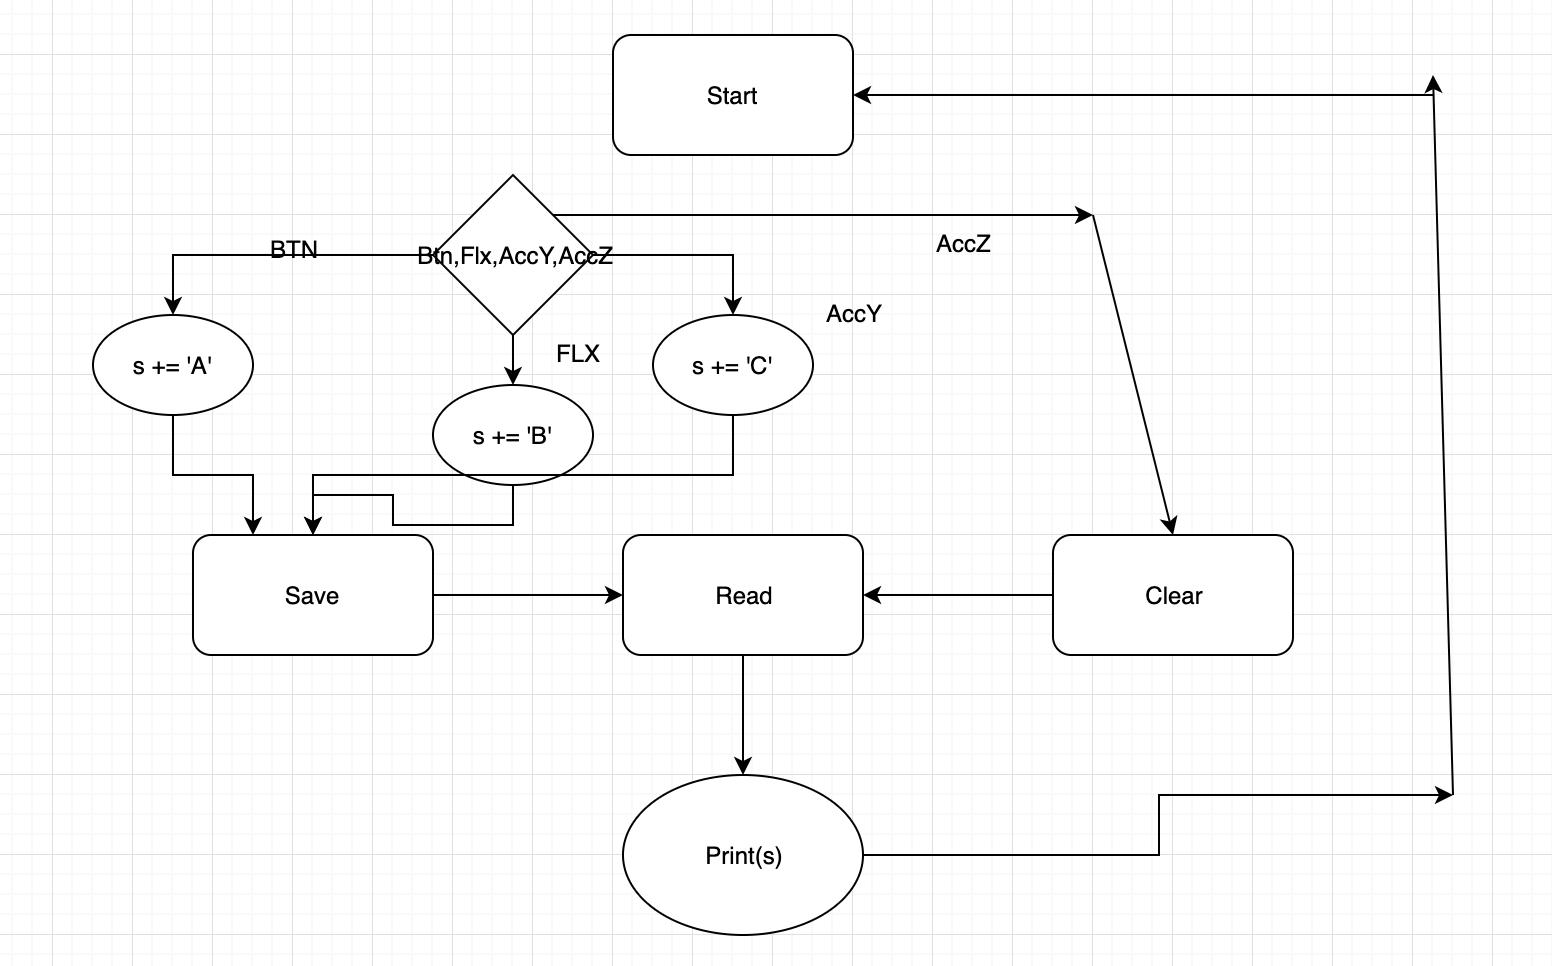 Start
AccZ
BTN
Btn,Flx,AccY,AccZ
AccY
FLX
s += 'A'
s += 'C'
s += 'B'
Save
Read
Clear
Print(s)